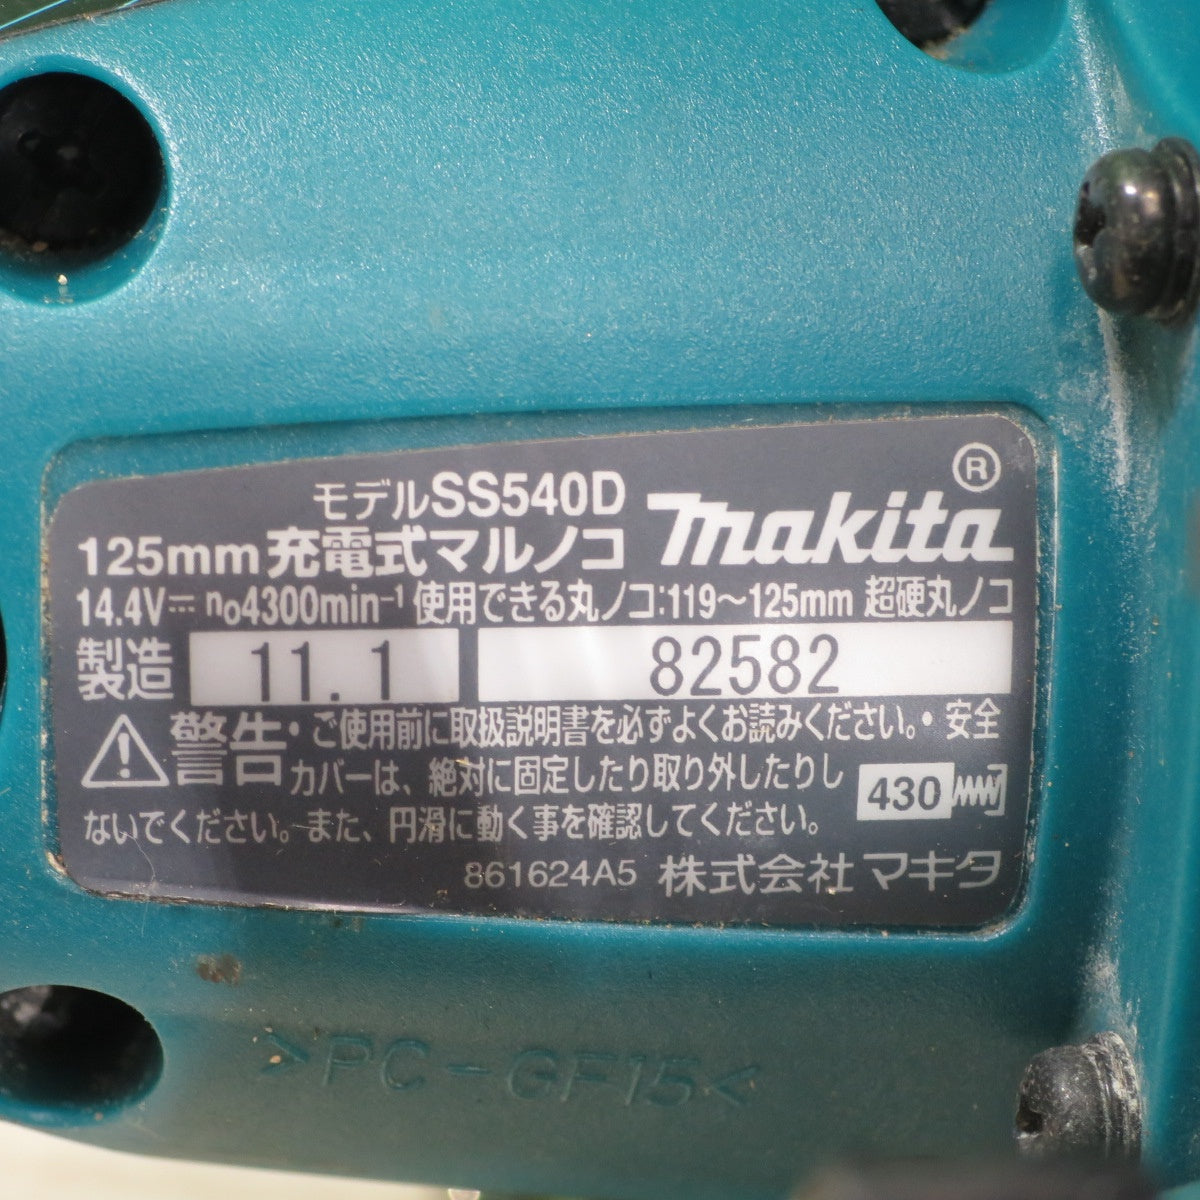 モデルSS540D
makita®
125mm 充電式マルノコ
14.4V⎓ n₀4300min⁻¹ 使用できる丸ノコ:119〜125mm 超硬丸ノコ
製造 11.1 82582
警告・ご使用前に取扱説明書を必ずよくお読みください。・安全
カバーは、絶対に固定したり取り外したりし
ないでください。また、円滑に動く事を確認してください。
430
861624A5 株式会社マキタ
>PC-GF15<